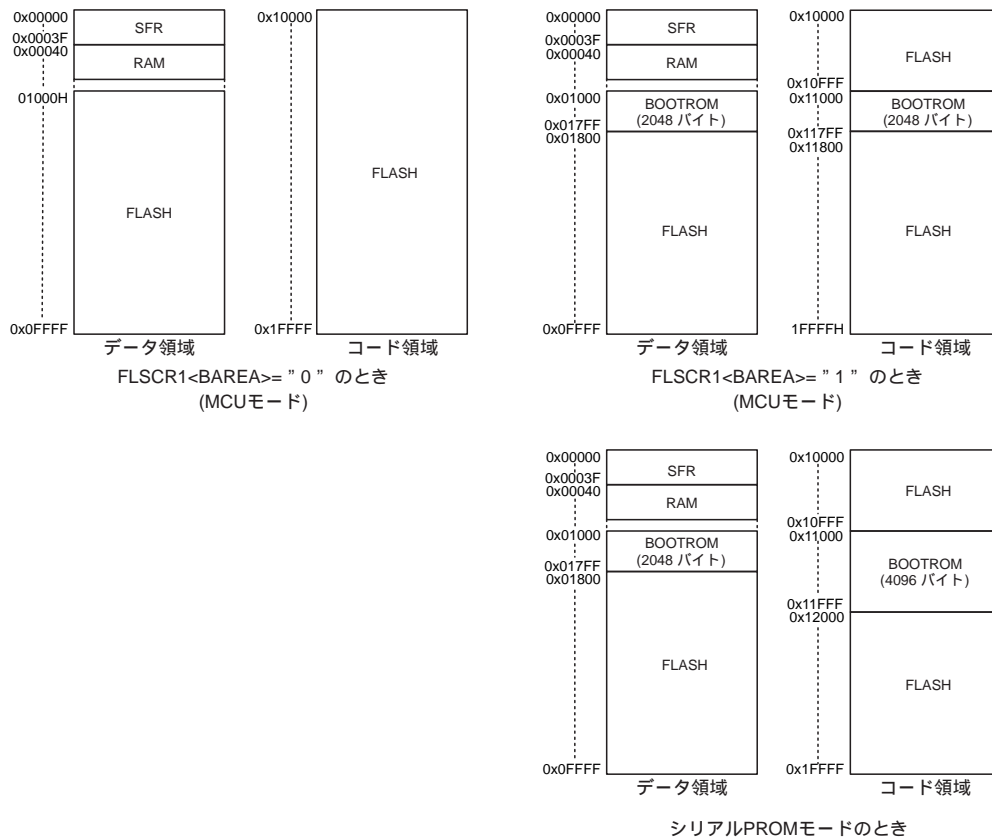 0x00000
SFR
0x0003F
0x00040
RAM
01000H
FLASH
0x0FFFF
データ領域
0x10000
FLASH
0x1FFFF
コード領域
FLSCR1<BAREA>= ” 0 ” のとき
(MCUモード)
0x00000
SFR
0x0003F
0x00040
RAM
0x01000
BOOTROM
(2048 バイト)
0x017FF
0x01800
FLASH
0x0FFFF
データ領域
0x10000
FLASH
0x10FFF
0x11000
BOOTROM
(2048 バイト)
0x117FF
0x11800
FLASH
1FFFFH
コード領域
FLSCR1<BAREA>= ” 1 ” のとき
(MCUモード)
0x00000
SFR
0x0003F
0x00040
RAM
0x01000
BOOTROM
(2048 バイト)
0x017FF
0x01800
FLASH
0x0FFFF
データ領域
0x10000
FLASH
0x10FFF
0x11000
BOOTROM
(4096 バイト)
0x11FFF
0x12000
FLASH
0x1FFFF
コード領域
シリアルPROMモードのとき